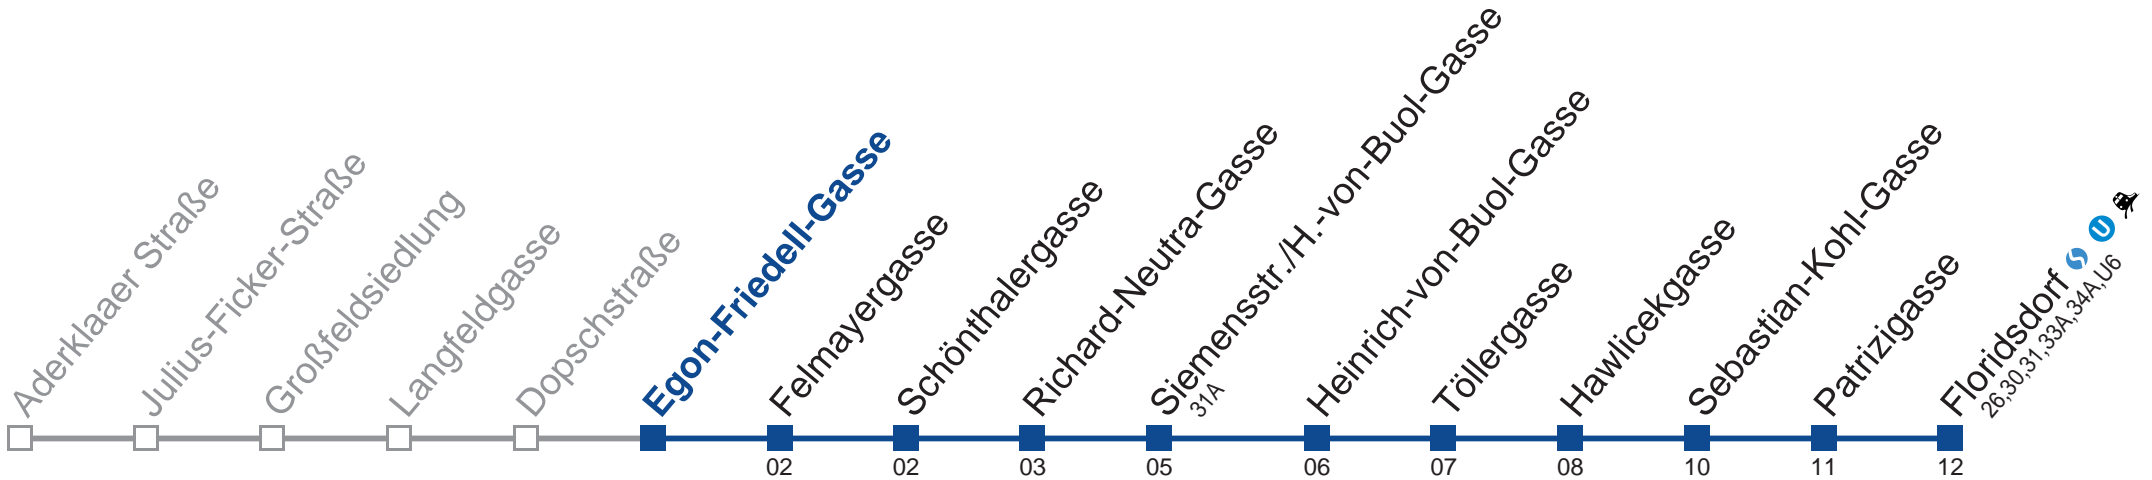 Aderklaaer Straße
Julius-Ficker-Straße
Großfeldsiedlung
Langfeldgasse
Dopschstraße
Egon-Friedell-Gasse
Felmayergasse
Schönthalergasse
Richard-Neutra-Gasse
Siemensstr./H.-von-Buol-Gasse
31A
Heinrich-von-Buol-Gasse
Töllergasse
Hawlicekgasse
Sebastian-Kohl-Gasse
Patrizigasse
Floridsdorf S U
26,30,31,33A,34A,U6
02 02 03 05 06 07 08 10 11 12